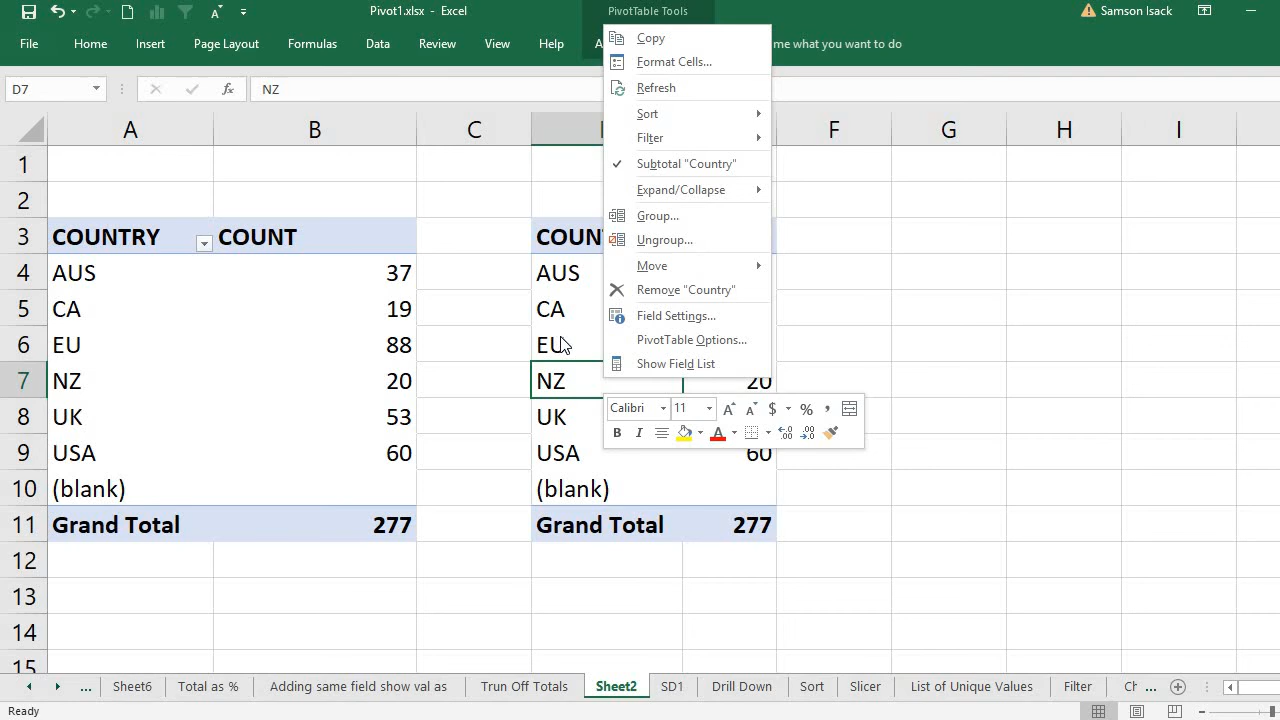 Pivot1.xlsx - Excel
PivotTable Tools
Samson Isack
File Home Insert Page Layout Formulas Data Review View Help me what you want to do
D7 fx NZ
A B C F G H I
Copy
Format Cells...
Refresh
Sort
Filter
Subtotal "Country"
Expand/Collapse
Group...
Ungroup...
Move
Remove "Country"
Field Settings...
PivotTable Options...
Show Field List
Calibri 11 A A $ % ,
B I A
1
2
3 COUNTRY COUNT
4 AUS 37 AUS
5 CA 19 CA
6 EU 88 EU
7 NZ 20 NZ 20
8 UK 53 UK
9 USA 60 USA 60
10 (blank) (blank)
11 Grand Total 277 Grand Total 277
12
13
14
15
... Sheet6 Total as % Adding same field show val as Trun Off Totals Sheet2 SD1 Drill Down Sort Slicer List of Unique Values Filter Ch ...
Ready